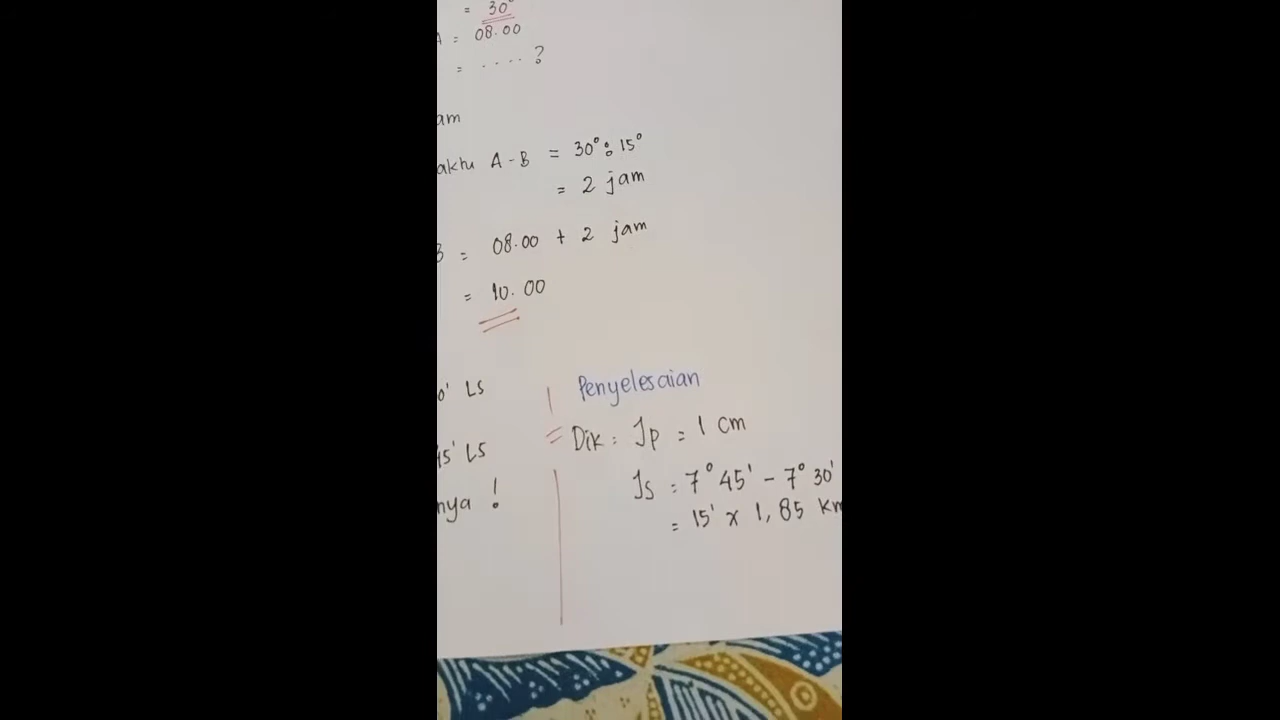 = 30°
A = 08.00
= .... ?
am
aktu A - B = 30° : 15°
= 2 jam
B = 08.00 + 2 jam
= 10.00
0' LS
45' LS
nya !
Penyelesaian
Dik : Jp = 1 cm
Js = 7° 45' - 7° 30'
= 15' x 1,85 km